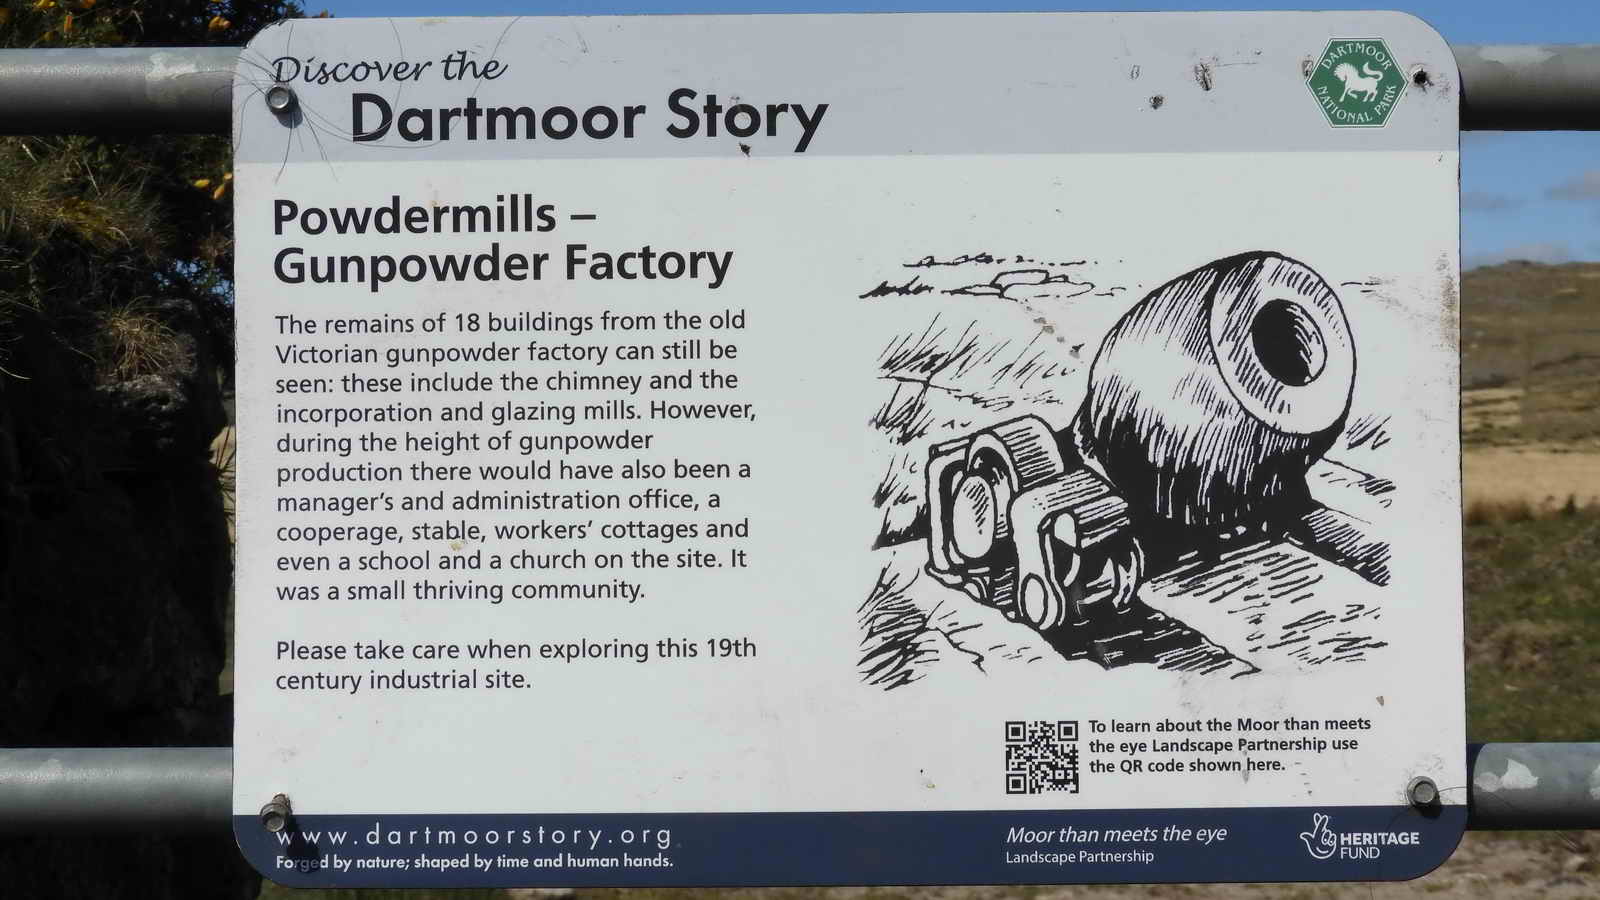 Discover the
Dartmoor Story
DARTMOOR
NATIONAL PARK
Powdermills –
Gunpowder Factory
The remains of 18 buildings from the old
Victorian gunpowder factory can still be
seen: these include the chimney and the
incorporation and glazing mills. However,
during the height of gunpowder
production there would have also been a
manager’s and administration office, a
cooperage, stable, workers’ cottages and
even a school and a church on the site. It
was a small thriving community.
Please take care when exploring this 19th
century industrial site.
To learn about the Moor than meets
the eye Landscape Partnership use
the QR code shown here.
www.dartmoorstory.org
Forged by nature; shaped by time and human hands.
Moor than meets the eye
Landscape Partnership
HERITAGE
FUND